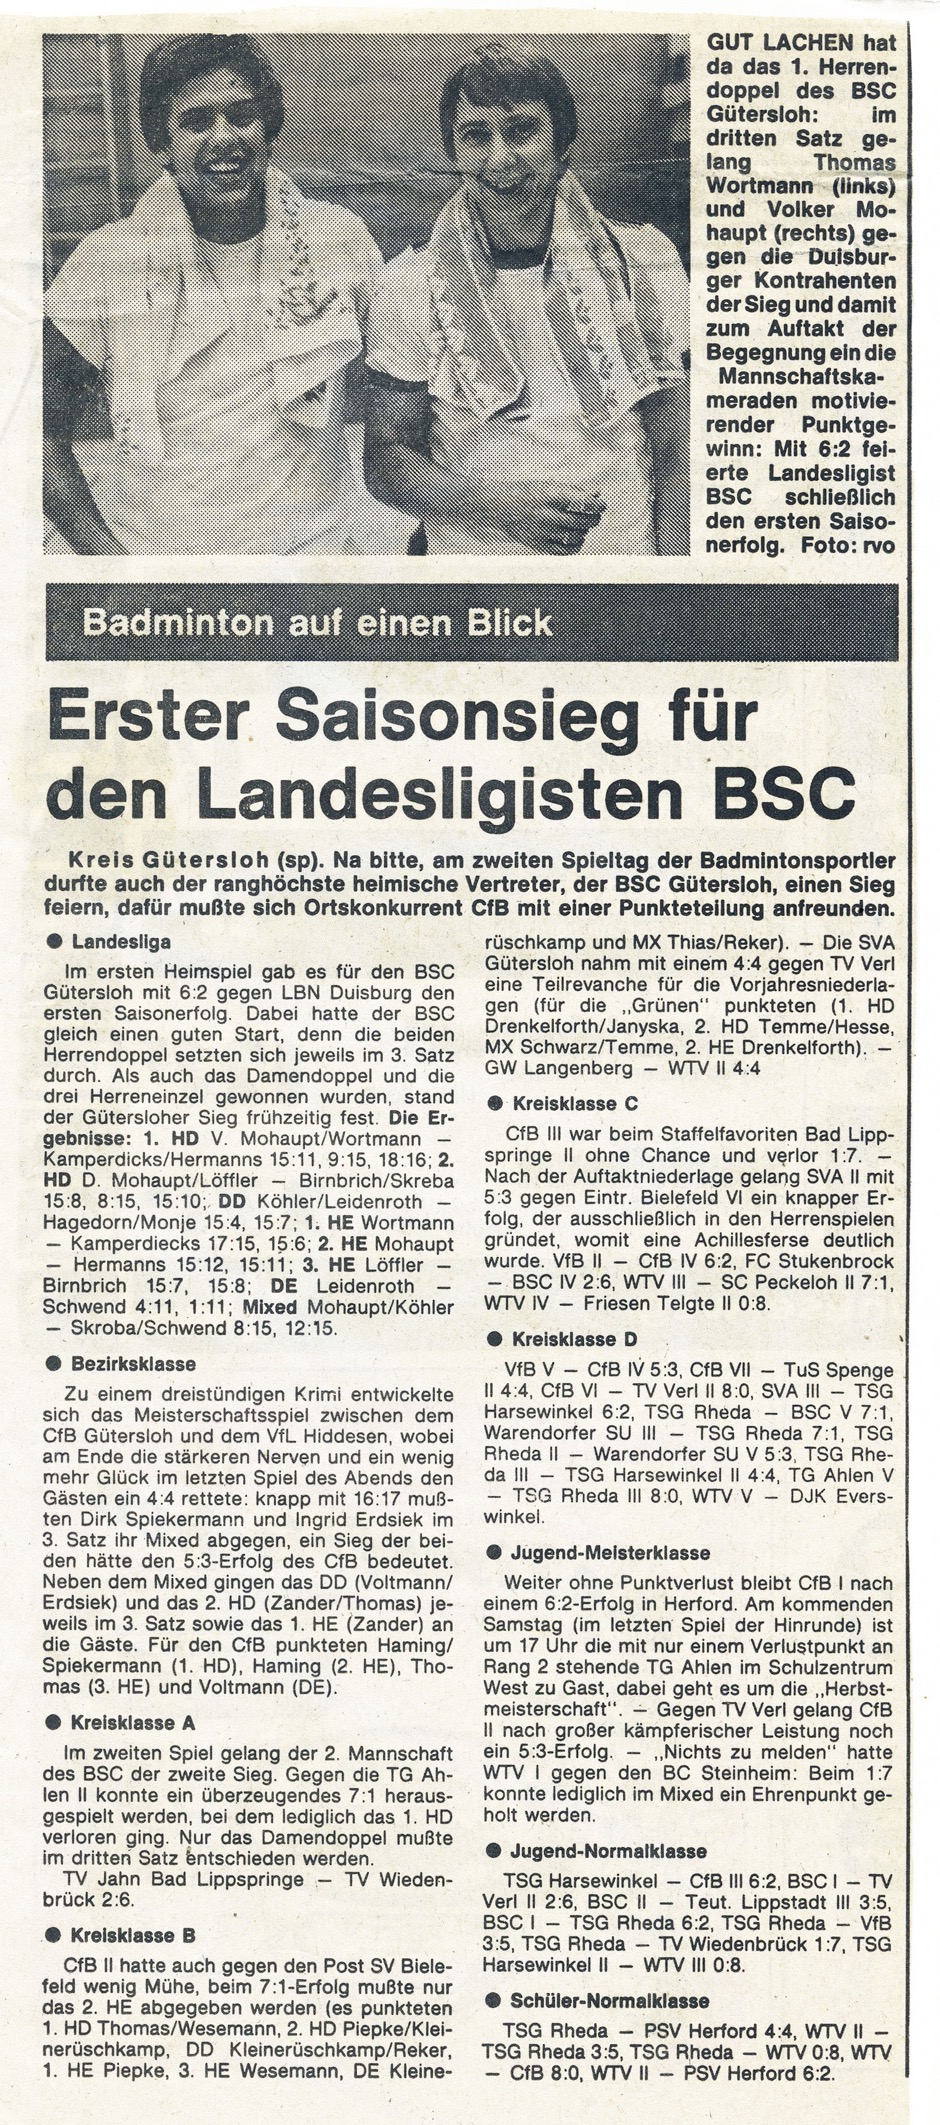 GUT LACHEN hat
da das 1. Herren-
doppel des BSC
Gütersloh: im
dritten Satz ge-
lang Thomas
Wortmann (links)
und Volker Mo-
haupt (rechts) ge-
gen die Duisbur-
ger Kontrahenten
der Sieg und damit
zum Auftakt der
Begegnung ein die
Mannschaftska-
meraden motivie-
render Punktge-
winn: Mit 6:2 fei-
erte Landesligist
BSC schließlich
den ersten Saiso-
nerfolg. Foto: rvo
Badminton auf einen Blick
Erster Saisonsieg für
den Landesligisten BSC
Kreis Gütersloh (sp). Na bitte, am zweiten Spieltag der Badmintonsportler
durfte auch der ranghöchste heimische Vertreter, der BSC Gütersloh, einen Sieg
feiern, dafür mußte sich Ortskonkurrent CfB mit einer Punkteteilung anfreunden.
● Landesliga
Im ersten Heimspiel gab es für den BSC
Gütersloh mit 6:2 gegen LBN Duisburg den
ersten Saisonerfolg. Dabei hatte der BSC
gleich einen guten Start, denn die beiden
Herrendoppel setzten sich jeweils im 3. Satz
durch. Als auch das Damendoppel und die
drei Herreneinzel gewonnen wurden, stand
der Gütersloher Sieg frühzeitig fest. Die Er-
gebnisse: 1. HD V. Mohaupt/Wortmann —
Kamperdicks/Hermanns 15:11, 9:15, 18:16; 2.
HD D. Mohaupt/Löffler — Birnbrich/Skreba
15:8, 8:15, 15:10; DD Köhler/Leidenroth —
Hagedorn/Monje 15:4, 15:7; 1. HE Wortmann
— Kamperdiecks 17:15, 15:6; 2. HE Mohaupt
— Hermanns 15:12, 15:11; 3. HE Löffler —
Birnbrich 15:7, 15:8; DE Leidenroth —
Schwend 4:11, 1:11; Mixed Mohaupt/Köhler
— Skroba/Schwend 8:15, 12:15.
● Bezirksklasse
Zu einem dreistündigen Krimi entwickelte
sich das Meisterschaftsspiel zwischen dem
CfB Gütersloh und dem VfL Hiddesen, wobei
am Ende die stärkeren Nerven und ein wenig
mehr Glück im letzten Spiel des Abends den
Gästen ein 4:4 rettete: knapp mit 16:17 muß-
ten Dirk Spiekermann und Ingrid Erdsiek im
3. Satz ihr Mixed abgegen, ein Sieg der bei-
den hätte den 5:3-Erfolg des CfB bedeutet.
Neben dem Mixed gingen das DD (Voltmann/
Erdsiek) und das 2. HD (Zander/Thomas) je-
weils im 3. Satz sowie das 1. HE (Zander) an
die Gäste. Für den CfB punkteten Haming/
Spiekermann (1. HD), Haming (2. HE), Tho-
mas (3. HE) und Voltmann (DE).
● Kreisklasse A
Im zweiten Spiel gelang der 2. Mannschaft
des BSC der zweite Sieg. Gegen die TG Ah-
len II konnte ein überzeugendes 7:1 heraus-
gespielt werden, bei dem lediglich das 1. HD
verloren ging. Nur das Damendoppel mußte
im dritten Satz entschieden werden.
TV Jahn Bad Lippspringe — TV Wieden-
brück 2:6.
● Kreisklasse B
CfB II hatte auch gegen den Post SV Biele-
feld wenig Mühe, beim 7:1-Erfolg mußte nur
das 2. HE abgegeben werden (es punkteten
1. HD Thomas/Wesemann, 2. HD Piepke/Klei-
nerüschkamp, DD Kleinerüschkamp/Reker,
1. HE Piepke, 3. HE Wesemann, DE Kleine-
rüschkamp und MX Thias/Reker). — Die SVA
Gütersloh nahm mit einem 4:4 gegen TV Verl
eine Teilrevanche für die Vorjahresniederla-
gen (für die „Grünen“ punkteten (1. HD
Drenkelforth/Janyska, 2. HD Temme/Hesse,
MX Schwarz/Temme, 2. HE Drenkelforth). —
GW Langenberg — WTV II 4:4
● Kreisklasse C
CfB III war beim Staffelfavoriten Bad Lipp-
springe II ohne Chance und verlor 1:7. —
Nach der Auftaktniederlage gelang SVA II mit
5:3 gegen Eintr. Bielefeld VI ein knapper Er-
folg, der ausschließlich in den Herrenspielen
gründet, womit eine Achillesferse deutlich
wurde. VfB II — CfB IV 6:2, FC Stukenbrock
— BSC IV 2:6, WTV III — SC Peckeloh II 7:1,
WTV IV — Friesen Telgte II 0:8.
● Kreisklasse D
VfB V — CfB IV 5:3, CfB VII — TuS Spenge
II 4:4, CfB VI — TV Verl II 8:0, SVA III — TSG
Harsewinkel 6:2, TSG Rheda — BSC V 7:1,
Warendorfer SU III — TSG Rheda 7:1, TSG
Rheda II — Warendorfer SU V 5:3, TSG Rhe-
da III — TSG Harsewinkel II 4:4, TG Ahlen V
— TSG Rheda III 8:0, WTV V — DJK Evers-
winkel.
● Jugend-Meisterklasse
Weiter ohne Punktverlust bleibt CfB I nach
einem 6:2-Erfolg in Herford. Am kommenden
Samstag (im letzten Spiel der Hinrunde) ist
um 17 Uhr die mit nur einem Verlustpunkt an
Rang 2 stehende TG Ahlen im Schulzentrum
West zu Gast, dabei geht es um die „Herbst-
meisterschaft“. — Gegen TV Verl gelang CfB
II nach großer kämpferischer Leistung noch
ein 5:3-Erfolg. — „Nichts zu melden“ hatte
WTV I gegen den BC Steinheim: Beim 1:7
konnte lediglich im Mixed ein Ehrenpunkt ge-
holt werden.
● Jugend-Normalklasse
TSG Harsewinkel — CfB III 6:2, BSC I — TV
Verl II 2:6, BSC II — Teut. Lippstadt III 3:5,
BSC I — TSG Rheda 6:2, TSG Rheda — VfB
3:5, TSG Rheda — TV Wiedenbrück 1:7, TSG
Harsewinkel II — WTV III 0:8.
● Schüler-Normalklasse
TSG Rheda — PSV Herford 4:4, WTV II —
TSG Rheda 3:5, TSG Rheda — WTV 0:8, WTV
— CfB 8:0, WTV II — PSV Herford 6:2.